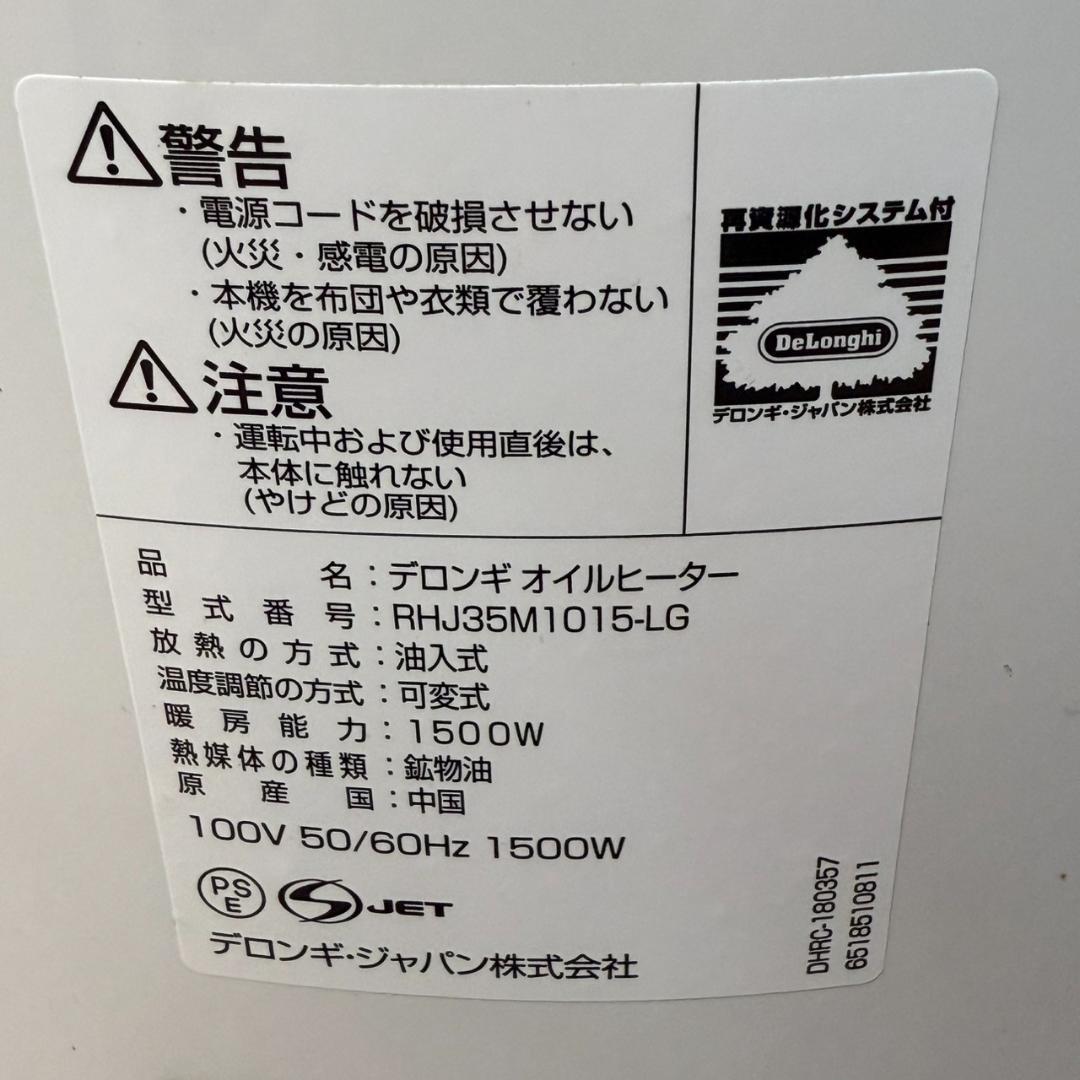 警告
・電源コードを破損させない
(火災・感電の原因)
・本機を布団や衣類で覆わない
(火災の原因)
注意
・運転中および使用直後は、
本体に触れない
(やけどの原因)
再資源化システム付
DeLonghi
デロンギ・ジャパン株式会社
品名：デロンギ オイルヒーター
型式番号：RHJ35M1015-LG
放熱の方式：油入式
温度調節の方式：可変式
暖房能力：1500W
熱媒体の種類：鉱物油
原産国：中国
100V 50/60Hz 1500W
PSE
JET
デロンギ・ジャパン株式会社
DHRC-180357
6518510811